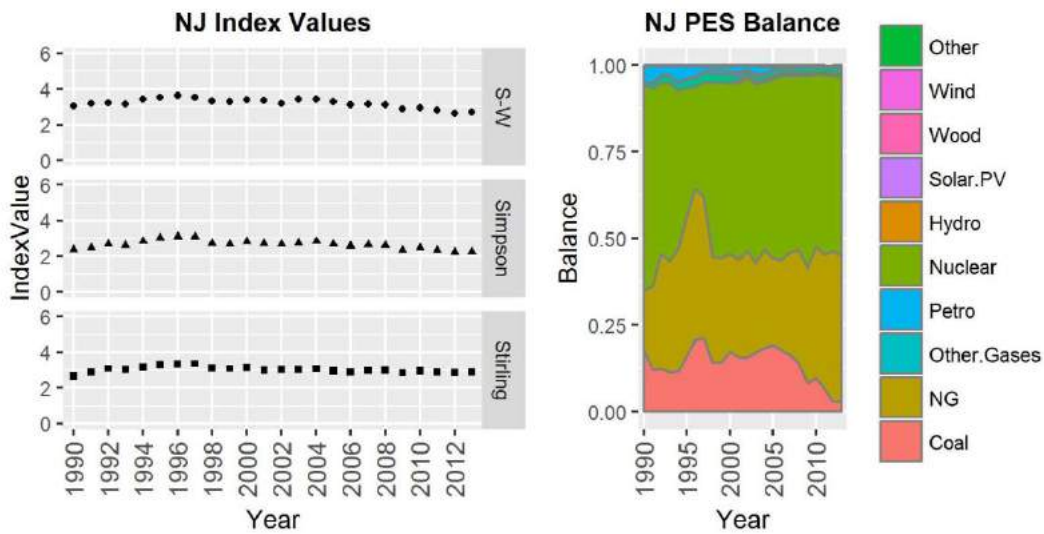 NJ Index Values
IndexValue
6
4
2
0
S-W
6
4
2
0
Simpson
6
4
2
0
Stirling
1990
1992
1994
1996
1998
2000
2002
2004
2006
2008
2010
2012
Year
NJ PES Balance
Balance
1.00
0.75
0.50
0.25
0.00
1990
1995
2000
2005
2010
Year
Other
Wind
Wood
Solar.PV
Hydro
Nuclear
Petro
Other.Gases
NG
Coal